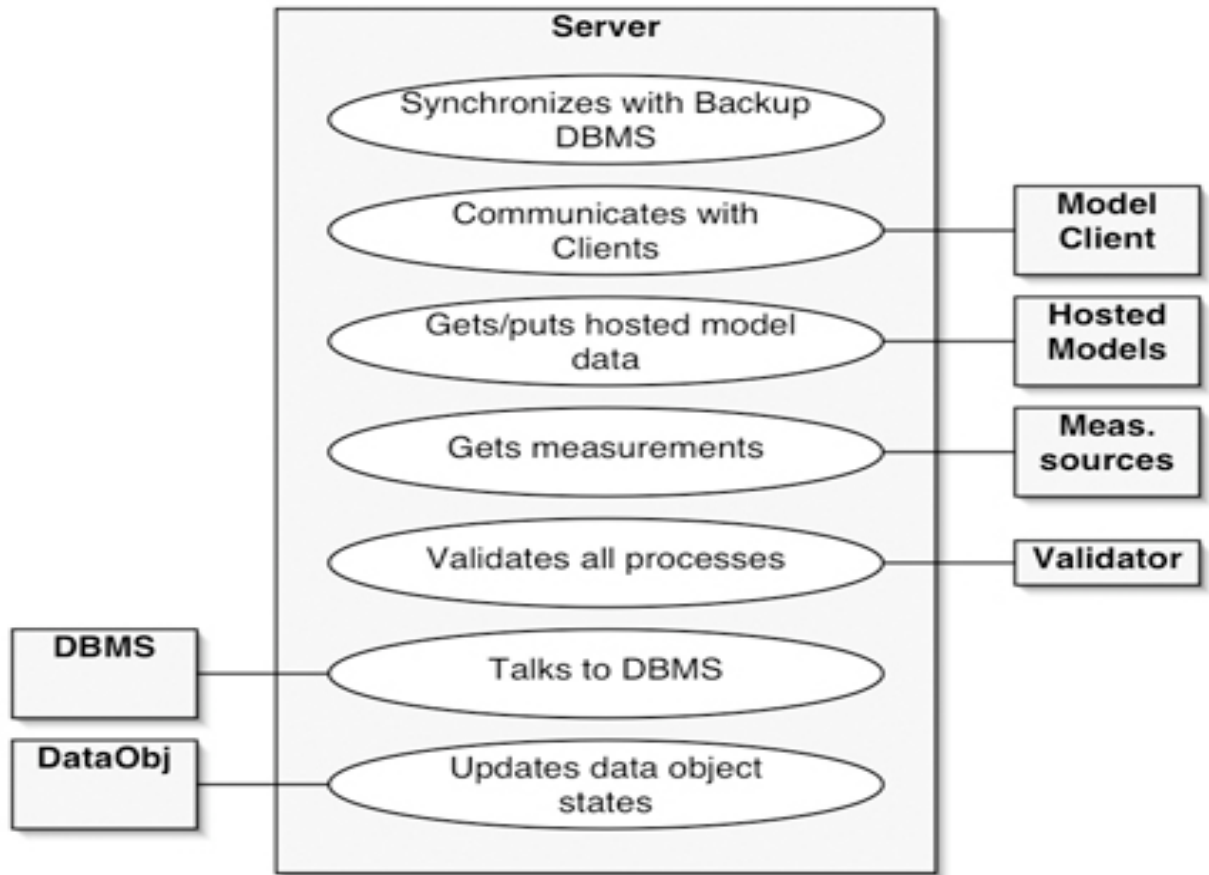 Server
Synchronizes with Backup
DBMS
Communicates with
Clients
Model
Client
Gets/puts hosted model
data
Hosted
Models
Gets measurements
Meas.
sources
Validates all processes
Validator
DBMS
Talks to DBMS
DataObj
Updates data object
states